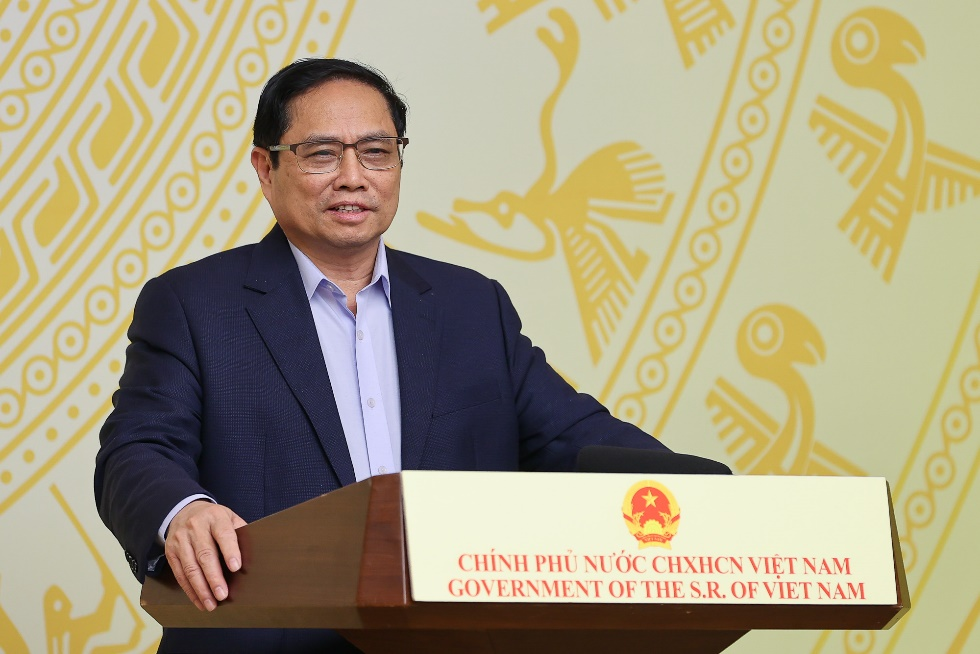 CHÍNH PHỦ NƯỚC CHXHCN VIỆT NAM
GOVERNMENT OF THE S.R. OF VIET NAM